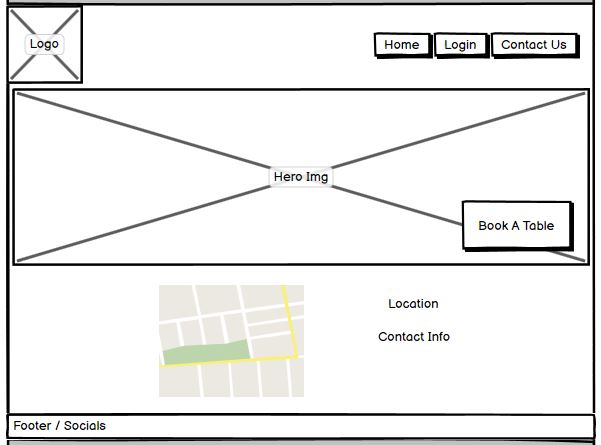 Logo
Home
Login
Contact Us
Hero Img
Book A Table
Location
Contact Info
Footer / Socials